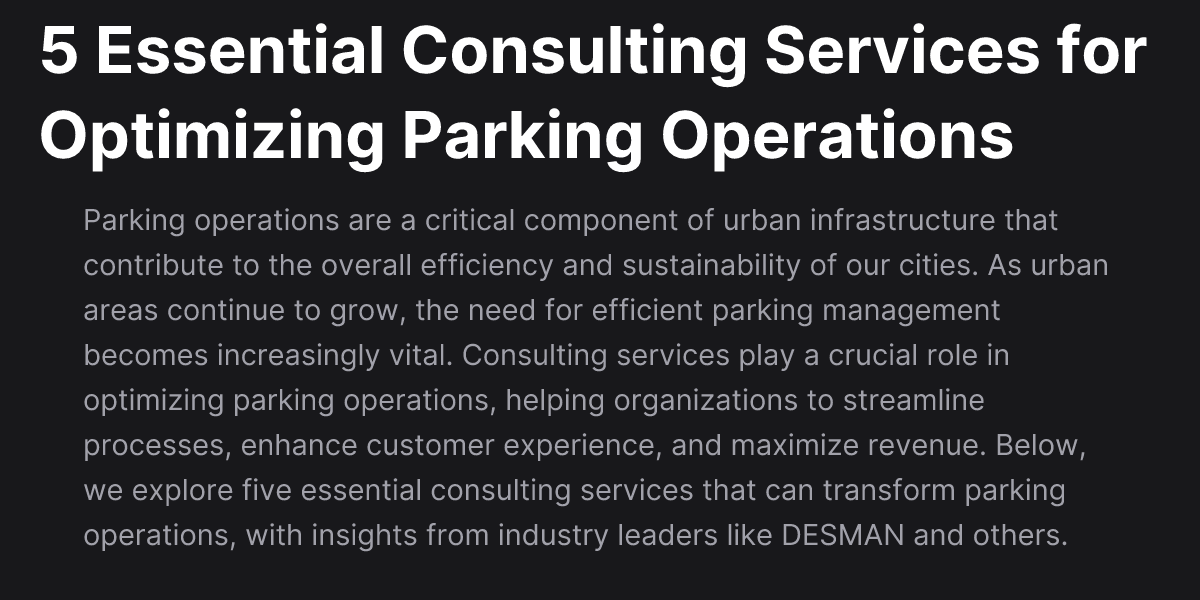 5 Essential Consulting Services for
Optimizing Parking Operations
Parking operations are a critical component of urban infrastructure that
contribute to the overall efficiency and sustainability of our cities. As urban
areas continue to grow, the need for efficient parking management
becomes increasingly vital. Consulting services play a crucial role in
optimizing parking operations, helping organizations to streamline
processes, enhance customer experience, and maximize revenue. Below,
we explore five essential consulting services that can transform parking
operations, with insights from industry leaders like DESMAN and others.